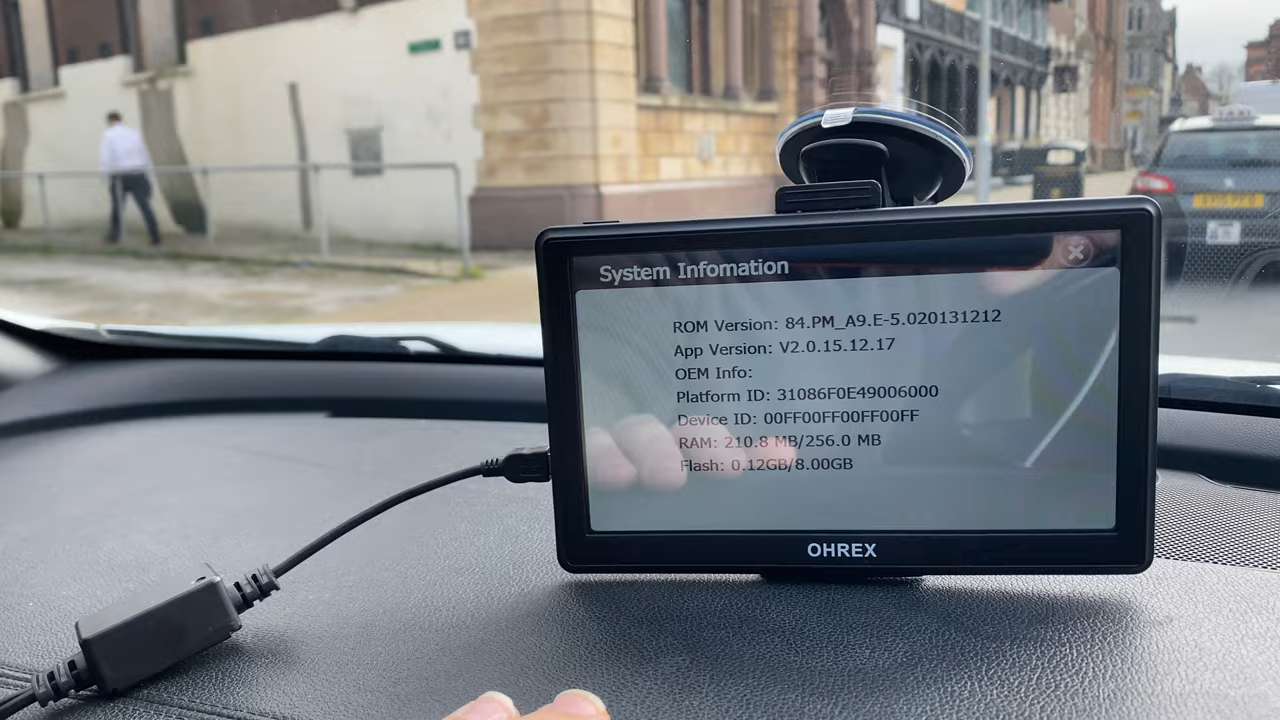 System Infomation
ROM Version: 84.PM_A9.E-5.020131212
App Version: V2.0.15.12.17
OEM Info:
Platform ID: 31086F0E49006000
Device ID: 00FF00FF00FF00FF
RAM: 210.8 MB/256.0 MB
Flash: 0.12GB/8.00GB
OHREX